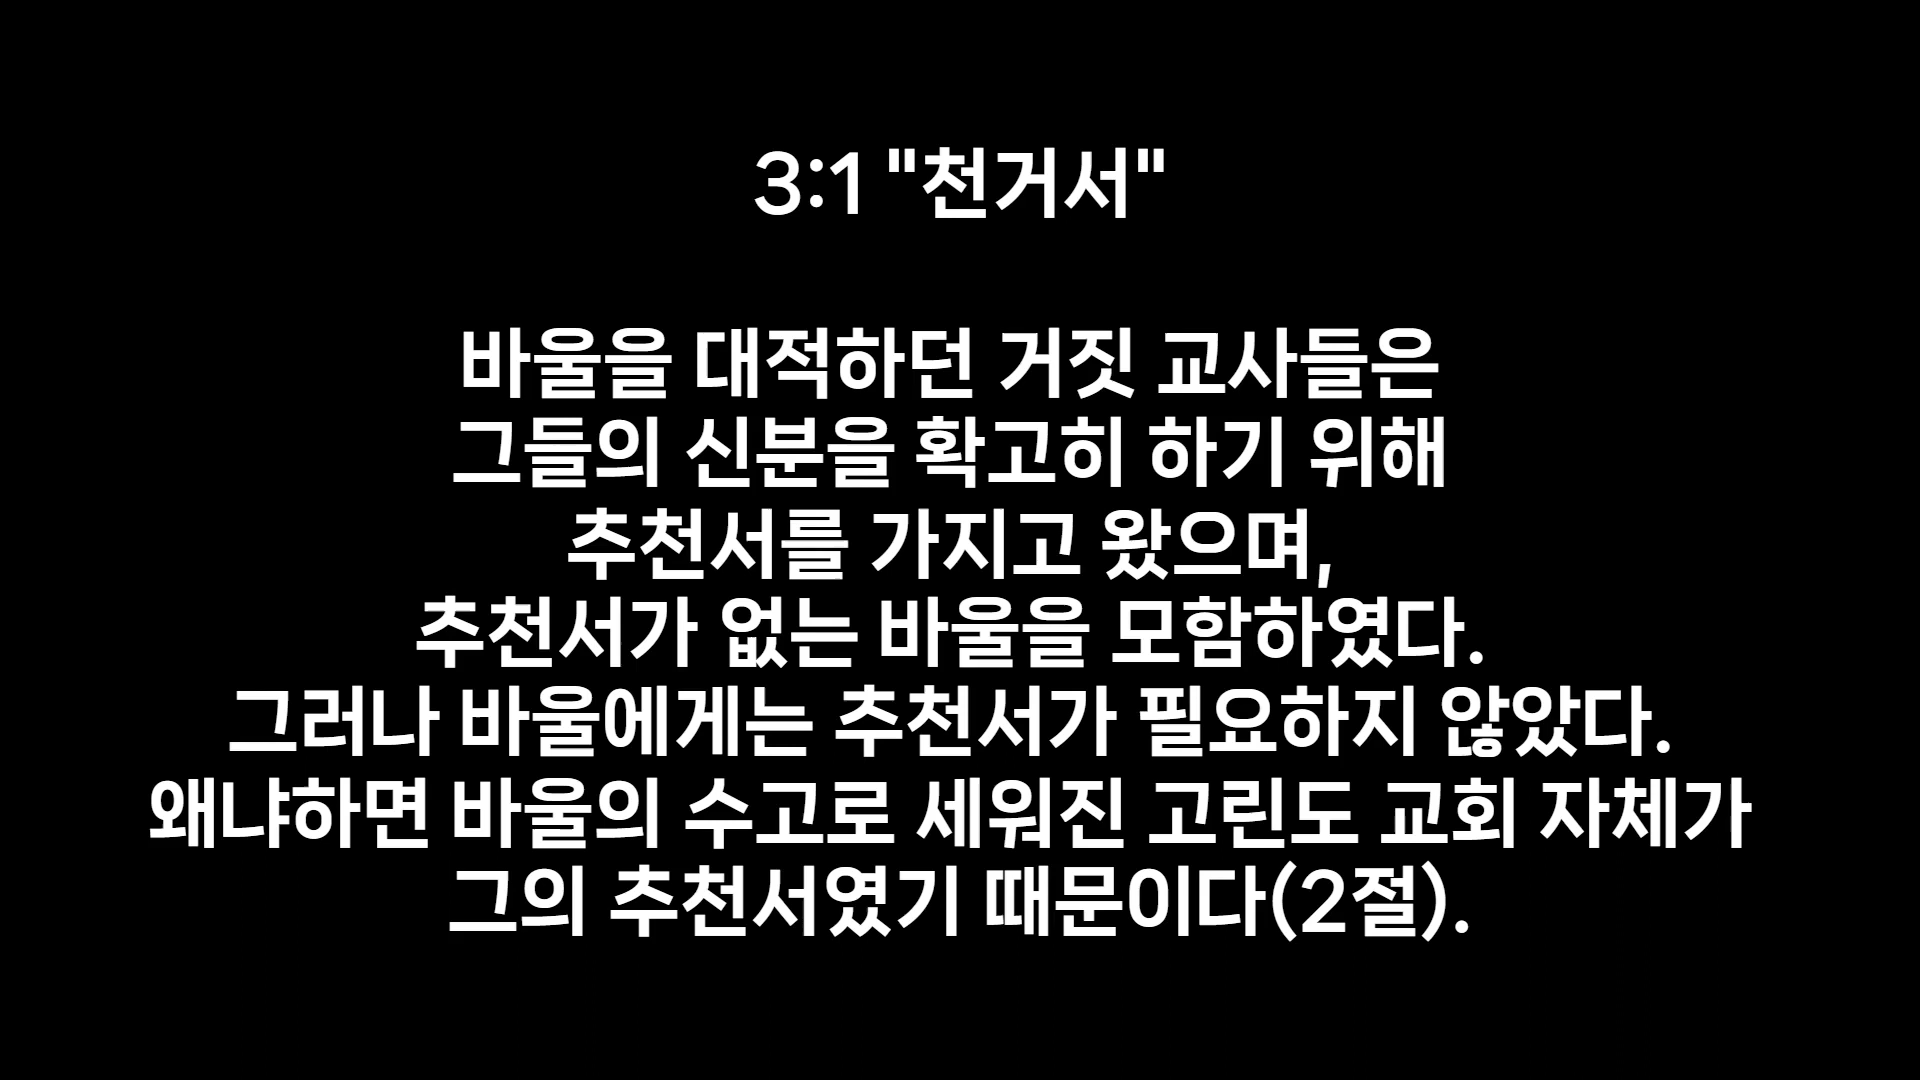 3:1 "천거서"
바울을 대적하던 거짓 교사들은
그들의 신분을 확고히 하기 위해
추천서를 가지고 왔으며,
추천서가 없는 바울을 모함하였다.
그러나 바울에게는 추천서가 필요하지 않았다.
왜냐하면 바울의 수고로 세워진 고린도 교회 자체가
그의 추천서였기 때문이다(2절).